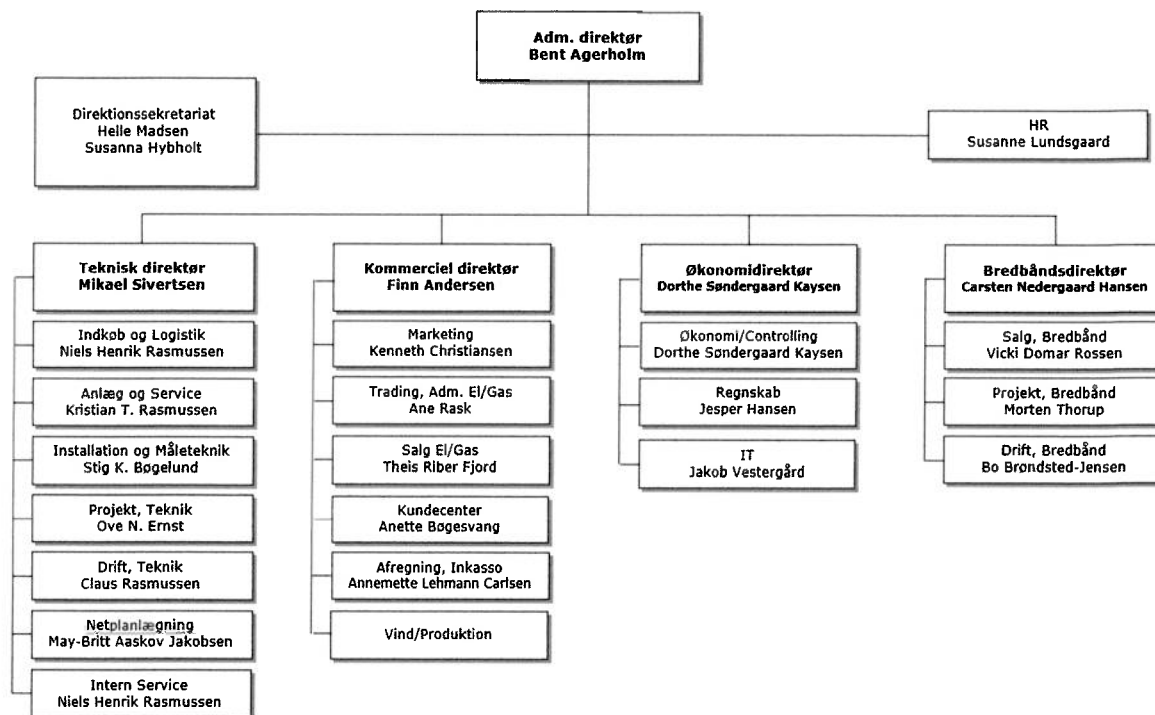 Adm. direktør
Bent Agerholm
Direktionssekretariat
Helle Madsen
Susanna Hybholt
HR
Susanne Lundsgaard
Teknisk direktør
Mikael Sivertsen
Indkøb og Logistik
Niels Henrik Rasmussen
Anlæg og Service
Kristian T. Rasmussen
Installation og Måleteknik
Stig K. Bøgelund
Projekt, Teknik
Ove N. Ernst
Drift, Teknik
Claus Rasmussen
Netplanlægning
May-Britt Aaskov Jakobsen
Intern Service
Niels Henrik Rasmussen
Kommerciel direktør
Finn Andersen
Marketing
Kenneth Christiansen
Trading, Adm. El/Gas
Ane Rask
Salg El/Gas
Theis Riber Fjord
Kundecenter
Anette Bøgesvang
Afregning, Inkasso
Annemette Lehmann Carlsen
Vind/Produktion
Økonomidirektør
Dorthe Søndergaard Kaysen
Økonomi/Controlling
Dorthe Søndergaard Kaysen
Regnskab
Jesper Hansen
IT
Jakob Vestergård
Bredbåndsdirektør
Carsten Nedergaard Hansen
Salg, Bredbånd
Vicki Domar Rossen
Projekt, Bredbånd
Morten Thorup
Drift, Bredbånd
Bo Brøndsted-Jensen